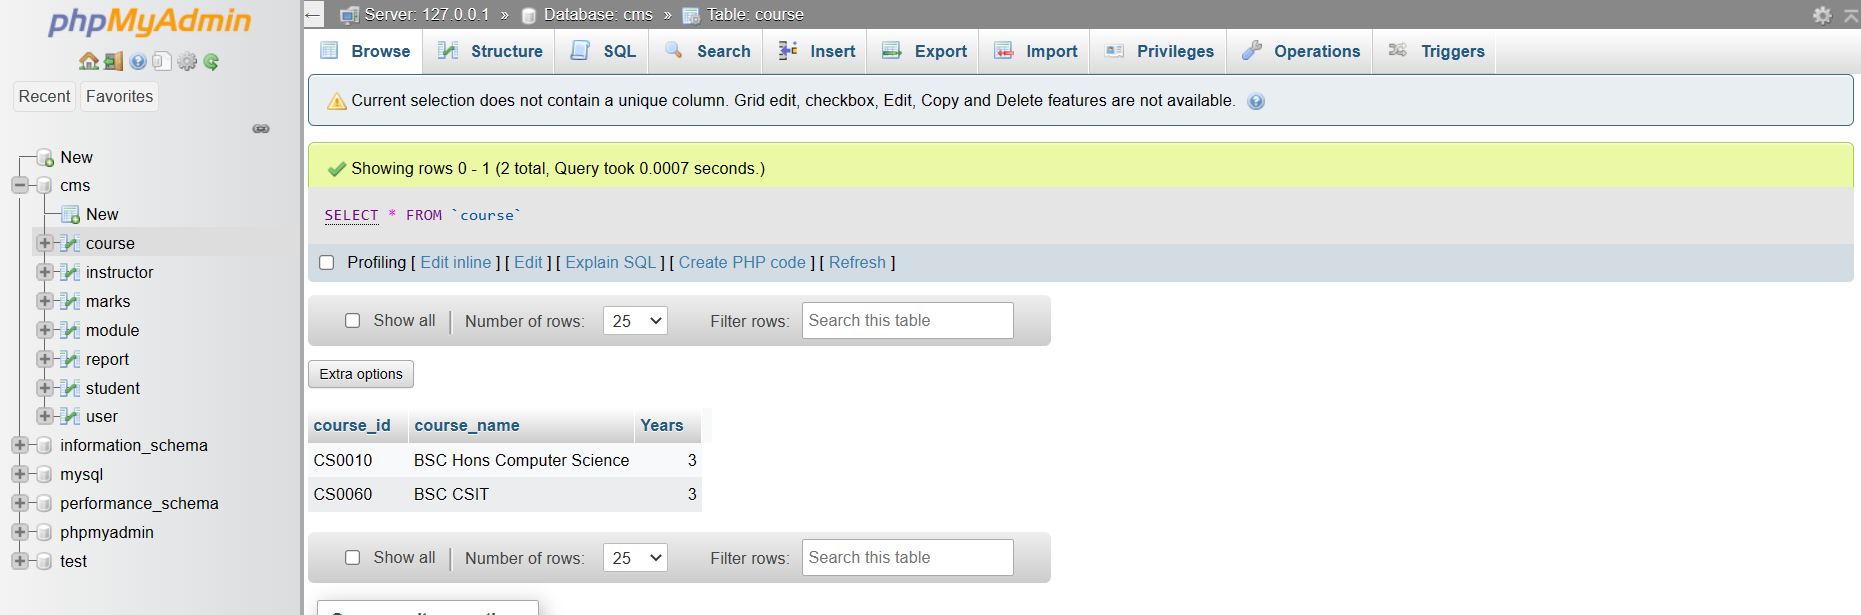 phpMyAdmin
Recent Favorites
New
cms
New
course
instructor
marks
module
report
student
user
information_schema
mysql
performance_schema
phpmyadmin
test
← Server: 127.0.0.1 » Database: cms » Table: course
Browse Structure SQL Search Insert Export Import Privileges Operations Triggers
Current selection does not contain a unique column. Grid edit, checkbox, Edit, Copy and Delete features are not available.
Showing rows 0 - 1 (2 total, Query took 0.0007 seconds.)
SELECT * FROM `course`
Profiling [ Edit inline ] [ Edit ] [ Explain SQL ] [ Create PHP code ] [ Refresh ]
Show all | Number of rows: 25 Filter rows: Search this table
Extra options
course_id course_name Years
CS0010 BSC Hons Computer Science 3
CS0060 BSC CSIT 3
Show all | Number of rows: 25 Filter rows: Search this table